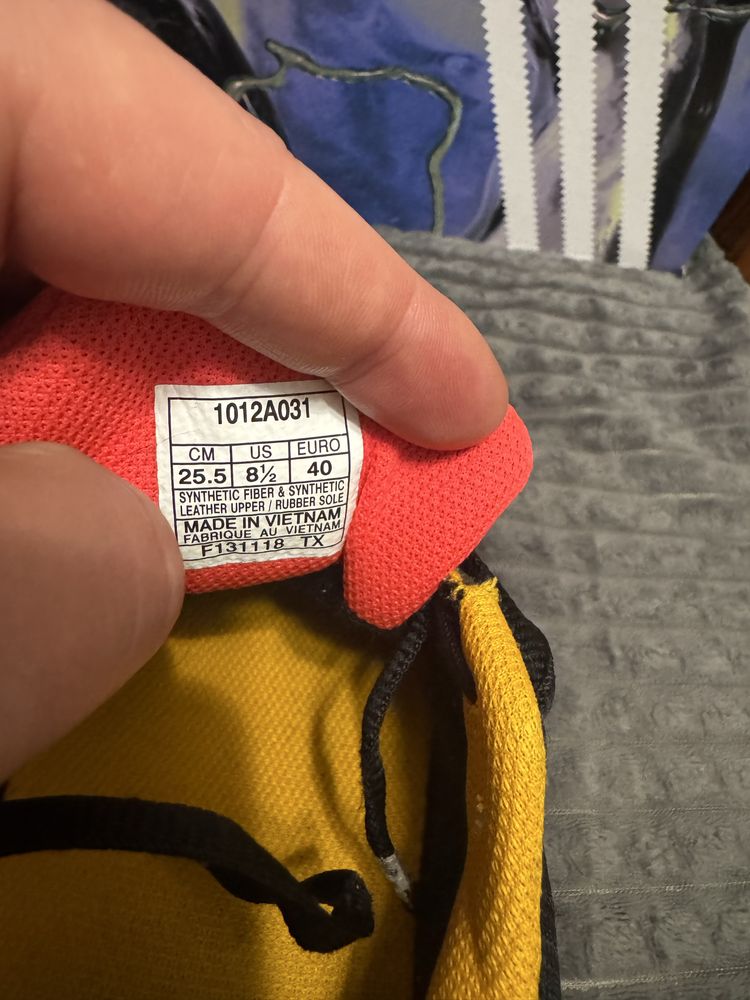 1012A031
CM US EURO
25.5 8½ 40
SYNTHETIC FIBER & SYNTHETIC
LEATHER UPPER / RUBBER SOLE
MADE IN VIETNAM
FABRIQUE AU VIETNAM
F131118 TX